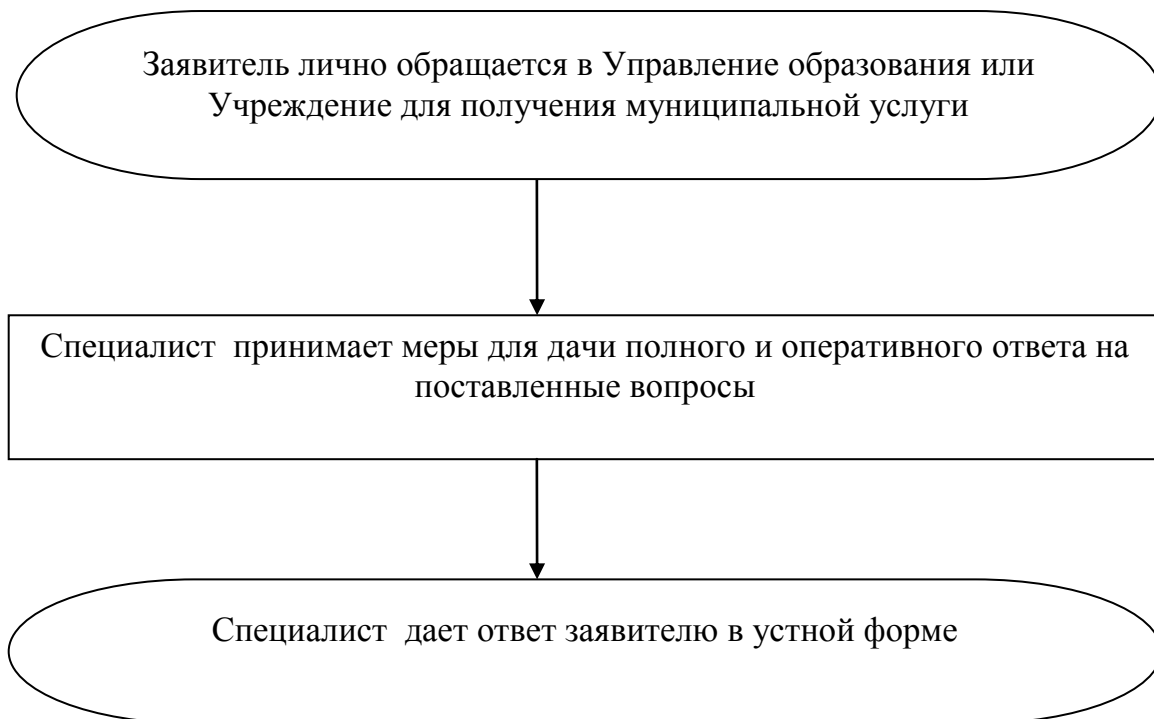 Заявитель лично обращается в Управление образования или
Учреждение для получения муниципальной услуги
Специалист  принимает меры для дачи полного и оперативного ответа на
поставленные вопросы
Специалист  дает ответ заявителю в устной форме